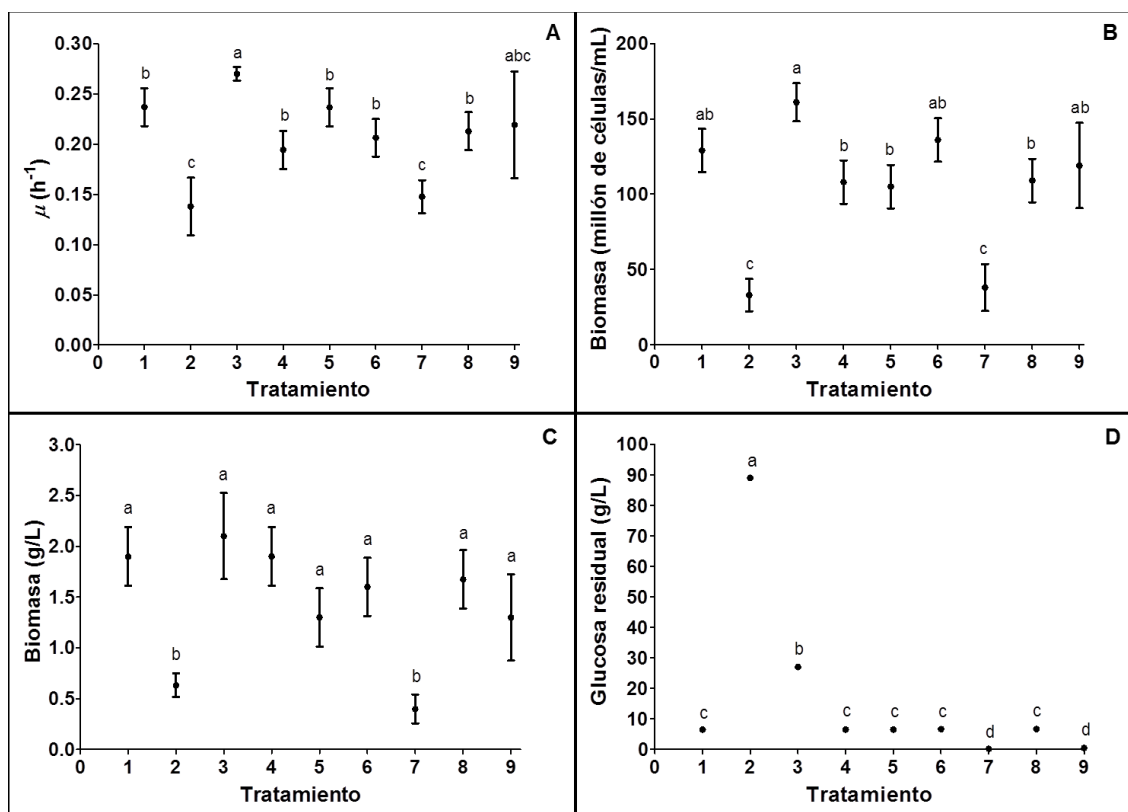 A
0.30
0.25
0.20
0.15
0.10
0.05
0.00
μ (h⁻¹)
b
c
a
b
b
b
c
b
abc
0 1 2 3 4 5 6 7 8 9
Tratamiento
B
200
150
100
50
0
Biomasa (millón de células/mL)
ab
c
a
b
b
ab
c
b
ab
0 1 2 3 4 5 6 7 8 9
Tratamiento
C
3.0
2.5
2.0
1.5
1.0
0.5
0.0
Biomasa (g/L)
a
b
a
a
a
a
b
a
a
0 1 2 3 4 5 6 7 8 9
Tratamiento
D
100
90
80
70
60
50
40
30
20
10
0
Glucosa residual (g/L)
c
a
b
c
c
c
d
c
d
0 1 2 3 4 5 6 7 8 9
Tratamiento